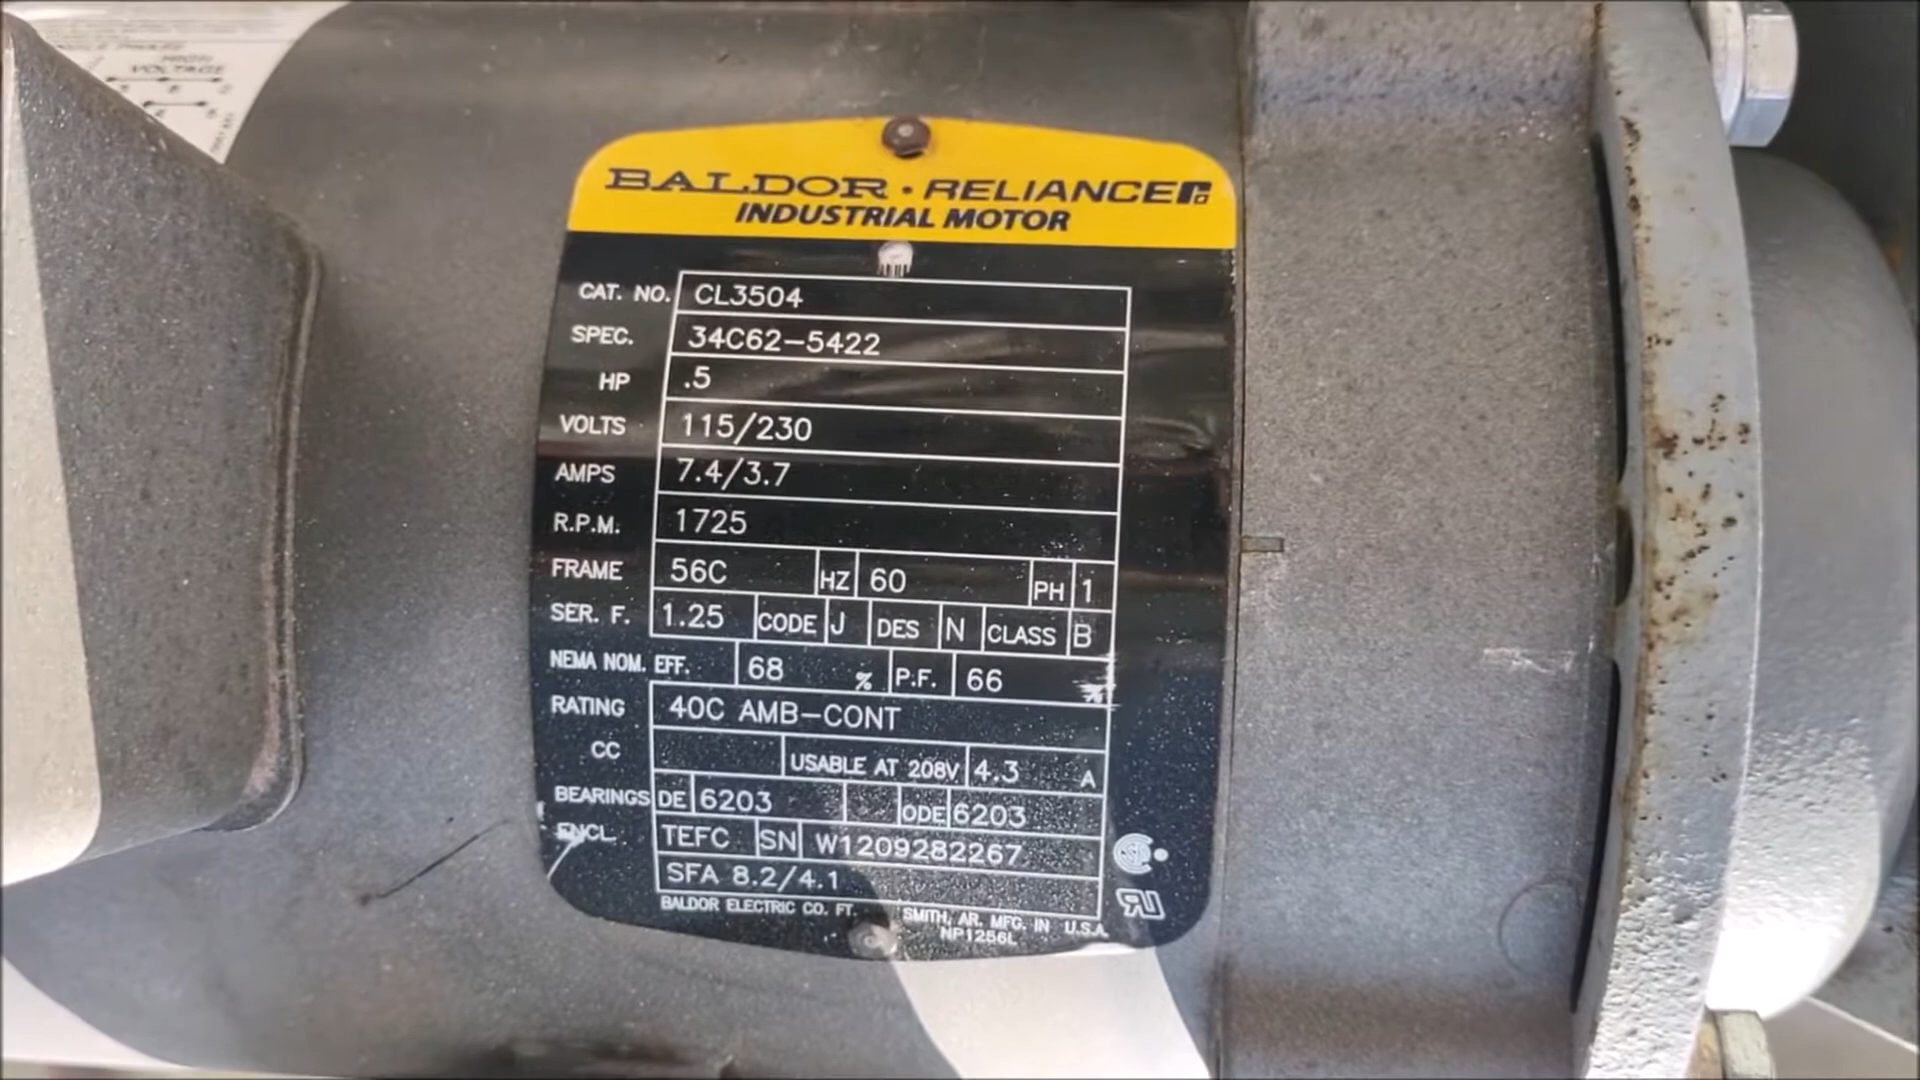 VOLTAGE
BALDOR · RELIANCE
INDUSTRIAL MOTOR
CAT. NO. CL3504
SPEC. 34C62-5422
HP .5
VOLTS 115/230
AMPS 7.4/3.7
R.P.M. 1725
FRAME 56C HZ 60 PH 1
SER. F. 1.25 CODE J DES N CLASS B
NEMA NOM. EFF. 68 % P.F. 66 %
RATING 40C AMB-CONT
CC USABLE AT 208V 4.3 A
BEARINGS DE 6203 ODE 6203
ENCL. TEFC SN W1209282267
SFA 8.2/4.1
BALDOR ELECTRIC CO. FT. SMITH, AR. MFG. IN U.S.A.
NP1256L